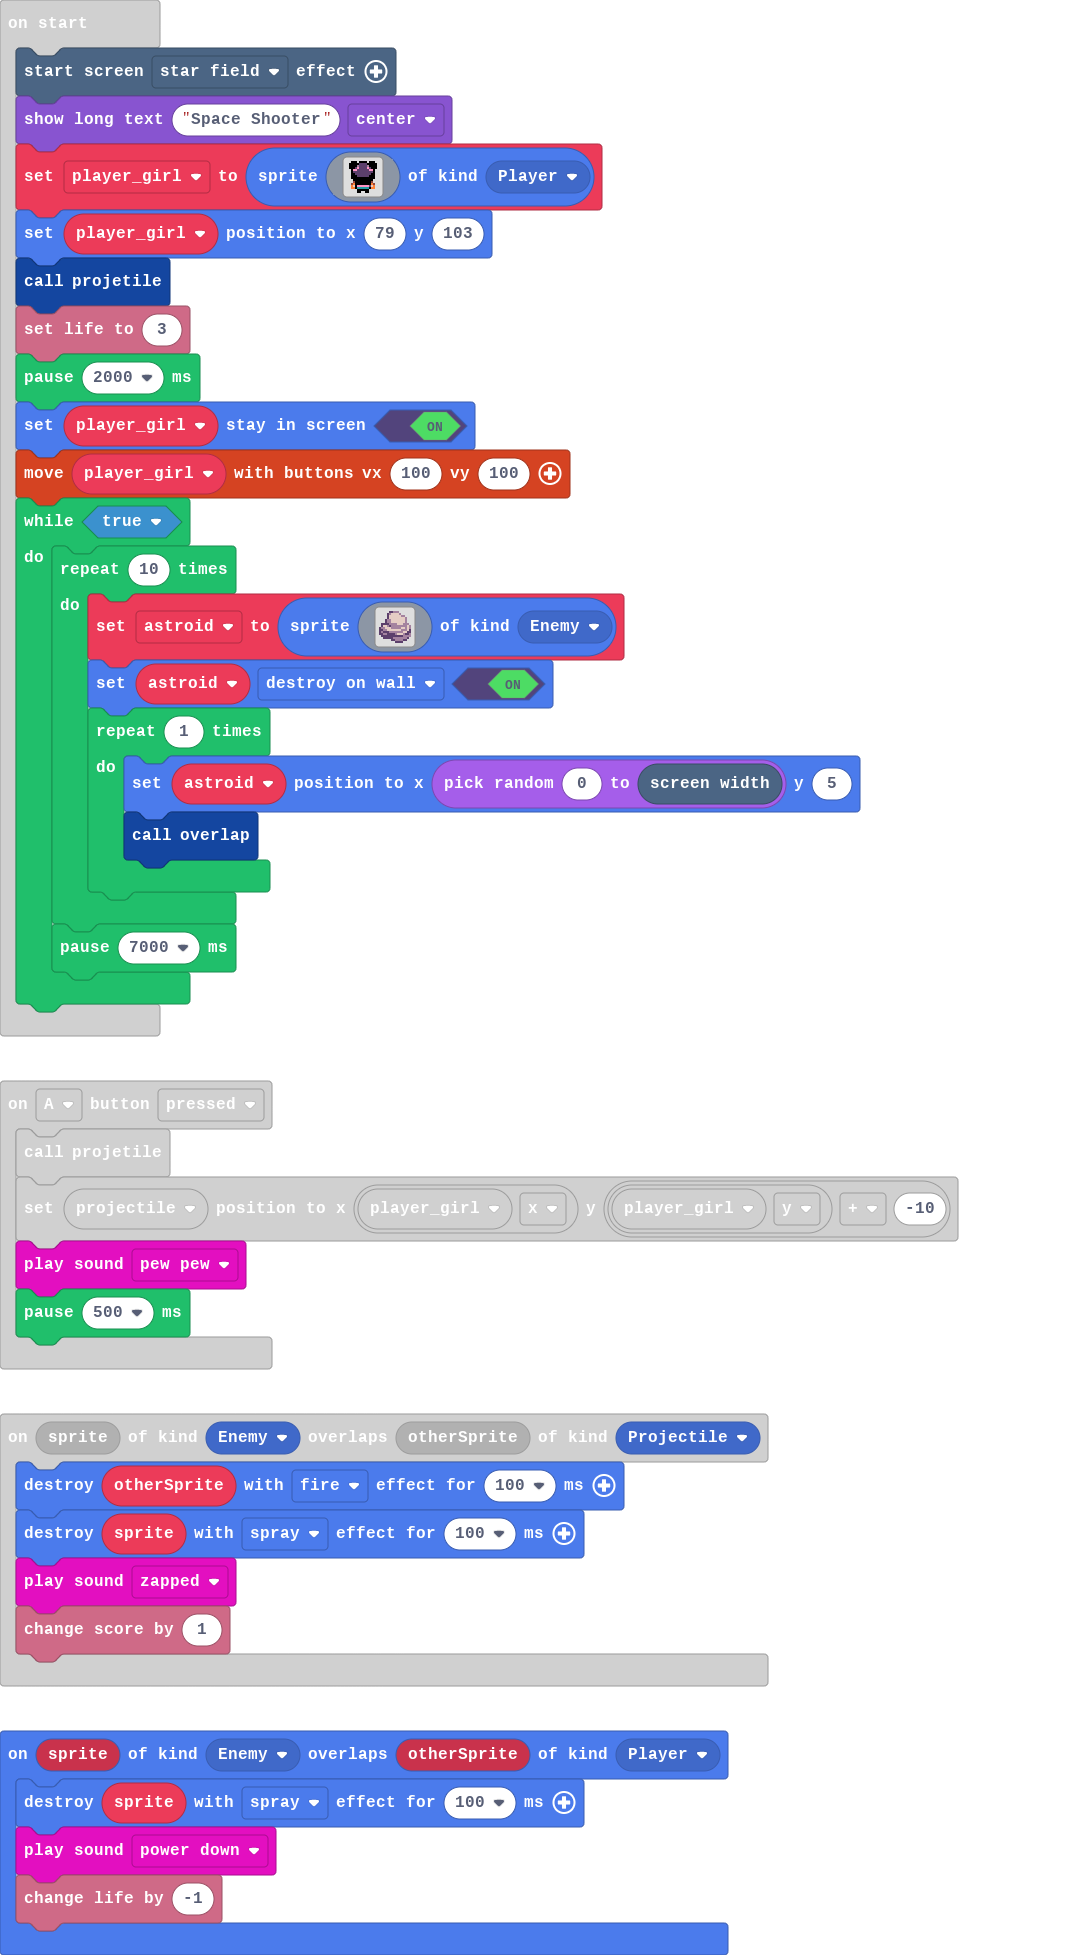 on start
start screen star field effect
show long text "Space Shooter" center
set player_girl to sprite of kind Player
set player_girl position to x 79 y 103
call projetile
set life to 3
pause 2000 ms
set player_girl stay in screen ON
move player_girl with buttons vx 100 vy 100
while true
do
repeat 10 times
do
set astroid to sprite of kind Enemy
set astroid destroy on wall ON
repeat 1 times
do
set astroid position to x pick random 0 to screen width y 5
call overlap
pause 7000 ms
on A button pressed
call projetile
set projectile position to x player_girl x y player_girl y + -10
play sound pew pew
pause 500 ms
on sprite of kind Enemy overlaps otherSprite of kind Projectile
destroy otherSprite with fire effect for 100 ms
destroy sprite with spray effect for 100 ms
play sound zapped
change score by 1
on sprite of kind Enemy overlaps otherSprite of kind Player
destroy sprite with spray effect for 100 ms
play sound power down
change life by -1